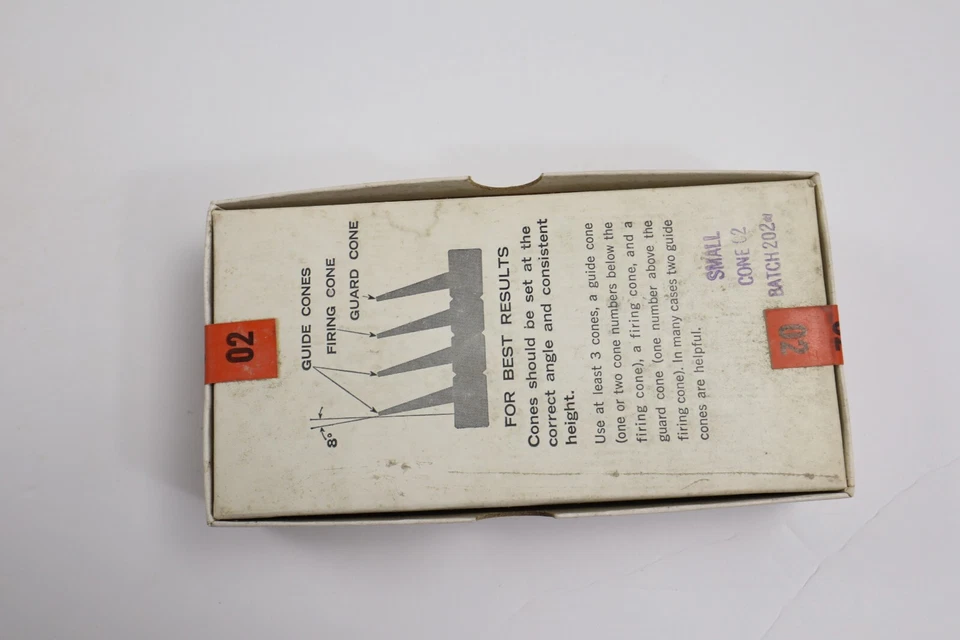 02
GUIDE CONES
FIRING CONE
GUARD CONE
8°
FOR BEST RESULTS
Cones should be set at the
correct angle and consistent
height.
Use at least 3 cones, a guide cone
(one or two cone numbers below the
firing cone), a firing cone, and a
guard cone (one number above the
firing cone). In many cases two guide
cones are helpful.
SMALL
CONE 02
BATCH 202
02